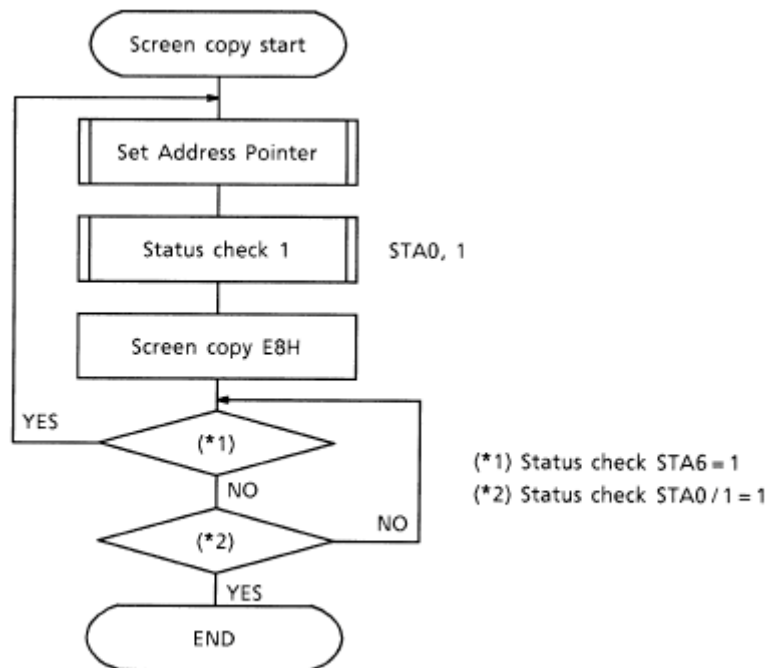 Screen copy start
Set Address Pointer
Status check 1
STA0, 1
Screen copy E8H
YES
(*1)
NO
(*1) Status check STA6 = 1
(*2) Status check STA0 / 1 = 1
(*2)
NO
YES
END